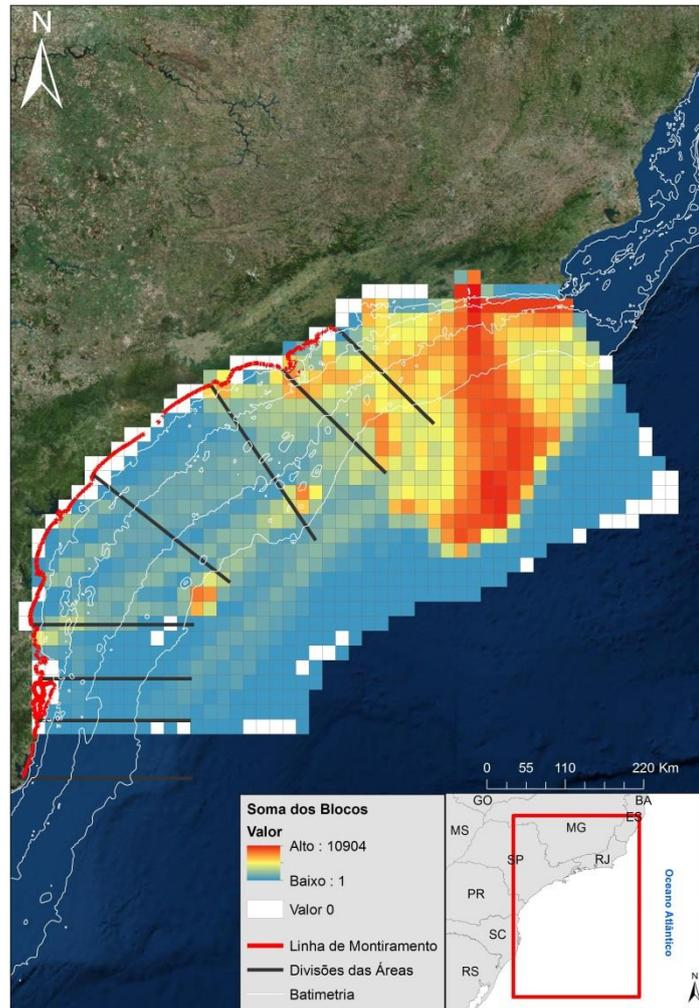 N
0 55 110 220 Km
Soma dos Blocos
Valor
Alto : 10904
Baixo : 1
Valor 0
Linha de Montiramento
Divisões das Áreas
Batimetria
GO
BA
ES
MS
MG
SP
RJ
PR
SC
RS
Oceano Atlântico
N